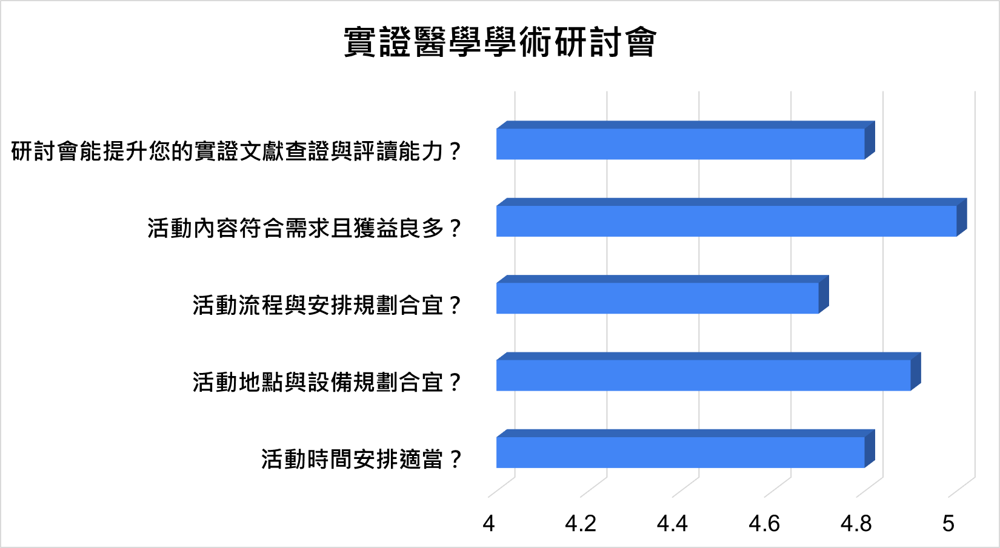 實證醫學學術研討會
研討會能提升您的實證文獻查證與評讀能力？
活動內容符合需求且獲益良多？
活動流程與安排規劃合宜？
活動地點與設備規劃合宜？
活動時間安排適當？
4 4.2 4.4 4.6 4.8 5